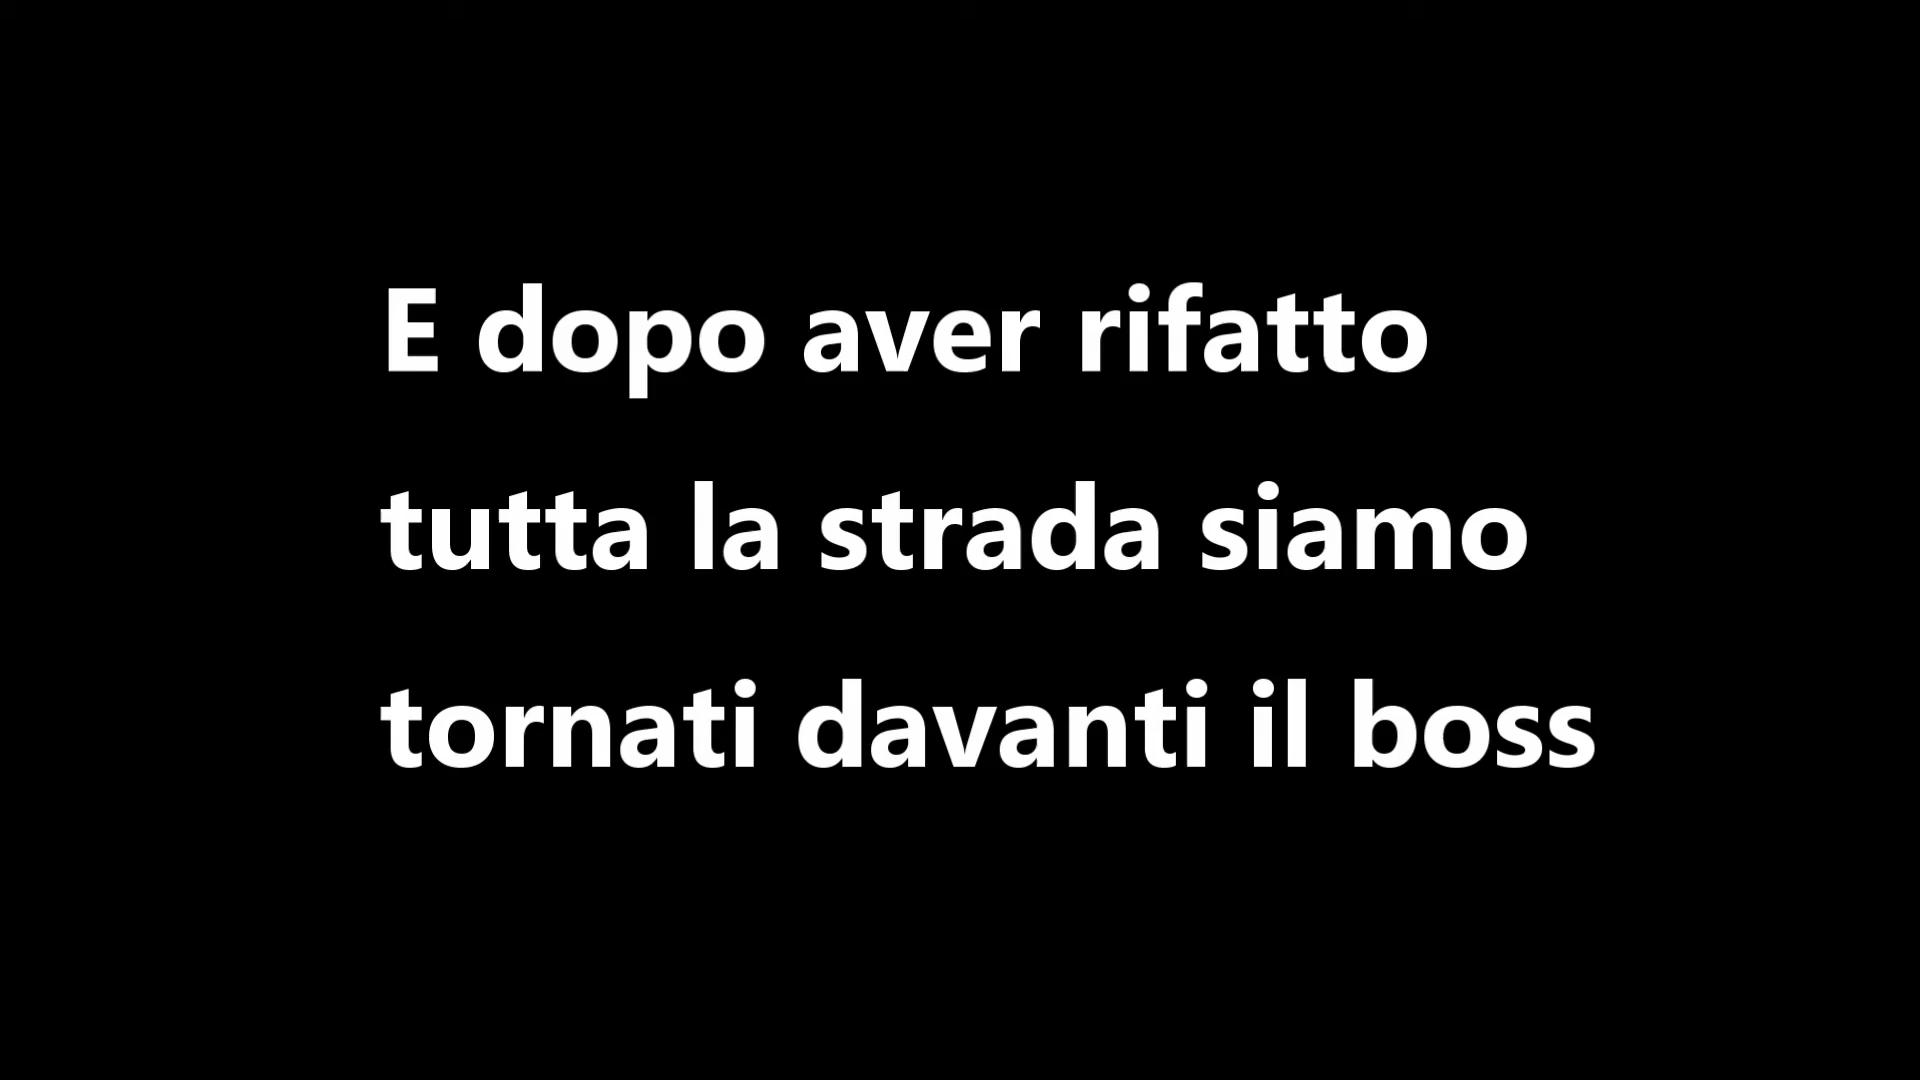 E dopo aver rifatto
tutta la strada siamo
tornati davanti il boss